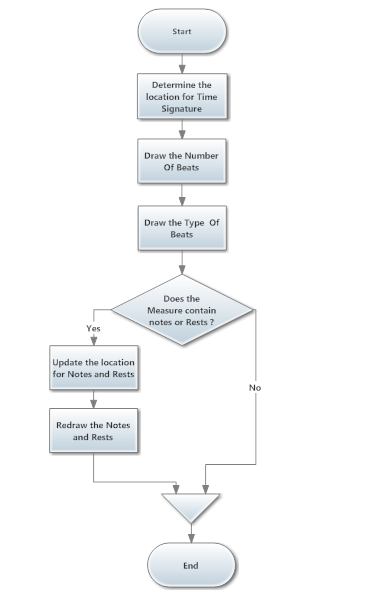 Start
Determine the
location for Time
Signature
Draw the Number
Of Beats
Draw the Type Of
Beats
Does the
Measure contain
notes or Rests ?
Yes
Update the location
for Notes and Rests
No
Redraw the Notes
and Rests
End